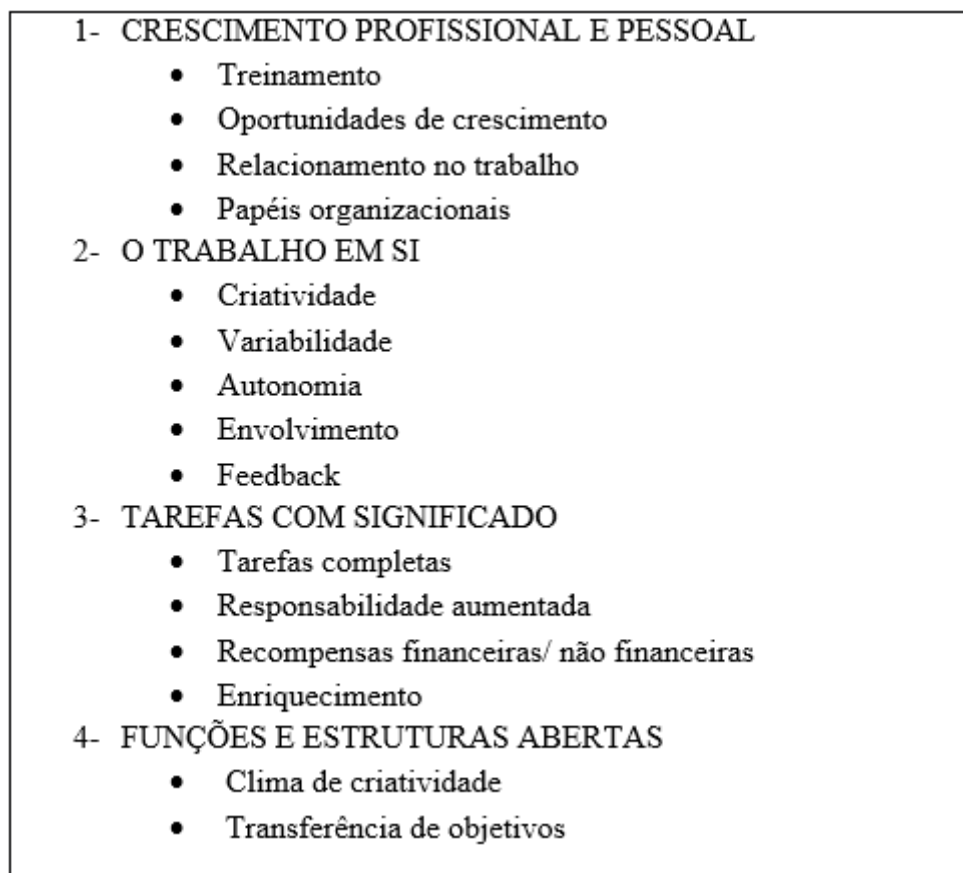 1- CRESCIMENTO PROFISSIONAL E PESSOAL
• Treinamento
• Oportunidades de crescimento
• Relacionamento no trabalho
• Papéis organizacionais
2- O TRABALHO EM SI
• Criatividade
• Variabilidade
• Autonomia
• Envolvimento
• Feedback
3- TAREFAS COM SIGNIFICADO
• Tarefas completas
• Responsabilidade aumentada
• Recompensas financeiras/ não financeiras
• Enriquecimento
4- FUNÇÕES E ESTRUTURAS ABERTAS
• Clima de criatividade
• Transferência de objetivos